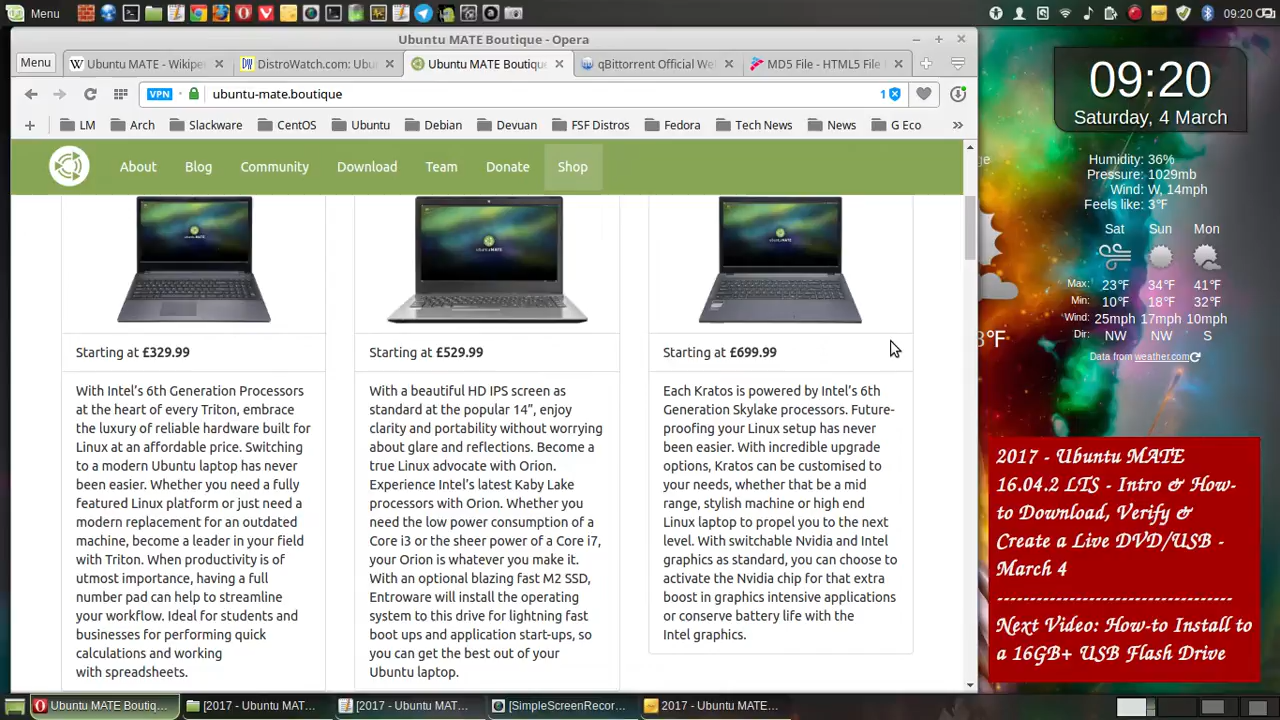 Menu
09:20
Ubuntu MATE Boutique - Opera
Menu
Ubuntu MATE - Wikipe
DistroWatch.com: Ubu
Ubuntu MATE Boutique
qBittorrent Official We
MD5 File - HTML5 File
VPN
ubuntu-mate.boutique
1
LM
Arch
Slackware
CentOS
Ubuntu
Debian
Devuan
FSF Distros
Fedora
Tech News
News
G Eco
»
About
Blog
Community
Download
Team
Donate
Shop
Starting at £329.99
With Intel’s 6th Generation Processors
at the heart of every Triton, embrace
the luxury of reliable hardware built for
Linux at an affordable price. Switching
to a modern Ubuntu laptop has never
been easier. Whether you need a fully
featured Linux platform or just need a
modern replacement for an outdated
machine, become a leader in your field
with Triton. When productivity is of
utmost importance, having a full
number pad can help to streamline
your workflow. Ideal for students and
businesses for performing quick
calculations and working
with spreadsheets.
Starting at £529.99
With a beautiful HD IPS screen as
standard at the popular 14”, enjoy
clarity and portability without worrying
about glare and reflections. Become a
true Linux advocate with Orion.
Experience Intel’s latest Kaby Lake
processors with Orion. Whether you
need the low power consumption of a
Core i3 or the sheer power of a Core i7,
your Orion is whatever you make it.
With an optional blazing fast M2 SSD,
Entroware will install the operating
system to this drive for lightning fast
boot ups and application start-ups, so
you can get the best out of your
Ubuntu laptop.
Starting at £699.99
Each Kratos is powered by Intel’s 6th
Generation Skylake processors. Future-
proofing your Linux setup has never
been easier. With incredible upgrade
options, Kratos can be customised to
your needs, whether that be a mid
range, stylish machine or high end
Linux laptop to propel you to the next
level. With switchable Nvidia and Intel
graphics as standard, you can choose to
activate the Nvidia chip for that extra
boost in graphics intensive applications
or conserve battery life with the
Intel graphics.
09:20
Saturday, 4 March
Humidity: 36%
Pressure: 1029mb
Wind: W, 14mph
Feels like: 3°F
Sat Sun Mon
Max: 23°F 34°F 41°F
Min: 10°F 18°F 32°F
Wind: 25mph 17mph 10mph
Dir: NW NW S
Data from weather.com
2017 - Ubuntu MATE
16.04.2 LTS - Intro & How-
to Download, Verify &
Create a Live DVD/USB -
March 4
----------------------------------
Next Video: How-to Install to
a 16GB+ USB Flash Drive
Ubuntu MATE Boutiq...
[2017 - Ubuntu MAT...
[2017 - Ubuntu MAT...
[SimpleScreenRecor...
2017 - Ubuntu MATE...